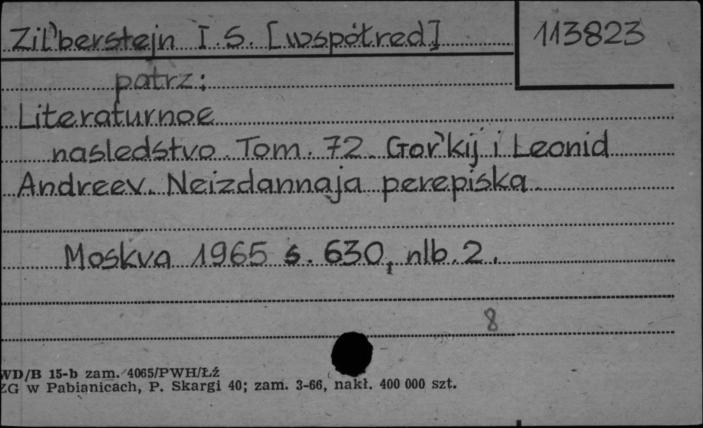 Zil'berstejn I. S. [współred] 113823
patrz:
Literaturnoe
nasledstvo. Tom. 72. Gor'kij i Leonid
Andreev. Neizdannaja perepiska.
Moskva 1965 s. 630, nlb. 2.
8
WD/B 15-b zam. 4065/PWH/Łź
ZG w Pabianicach, P. Skargi 40; zam. 3-66, nakł. 400 000 szt.